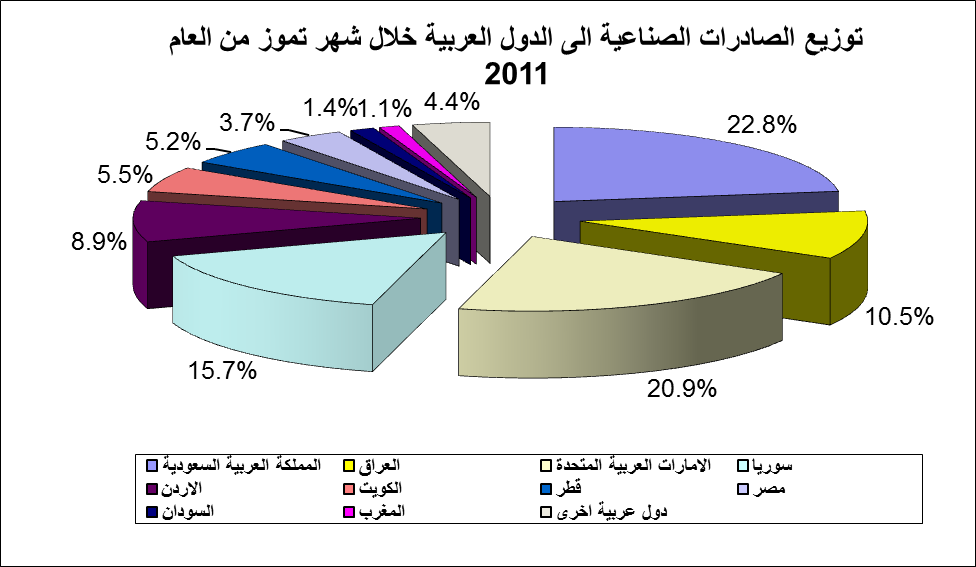 توزيع الصادرات الصناعية الى الدول العربية خلال شهر تموز من العام
2011
22.8%
10.5%
20.9%
15.7%
8.9%
5.5%
5.2%
3.7%
1.4%
1.1%
4.4%
المملكة العربية السعودية
العراق
الامارات العربية المتحدة
سوريا
الاردن
الكويت
قطر
مصر
السودان
المغرب
دول عربية اخرى